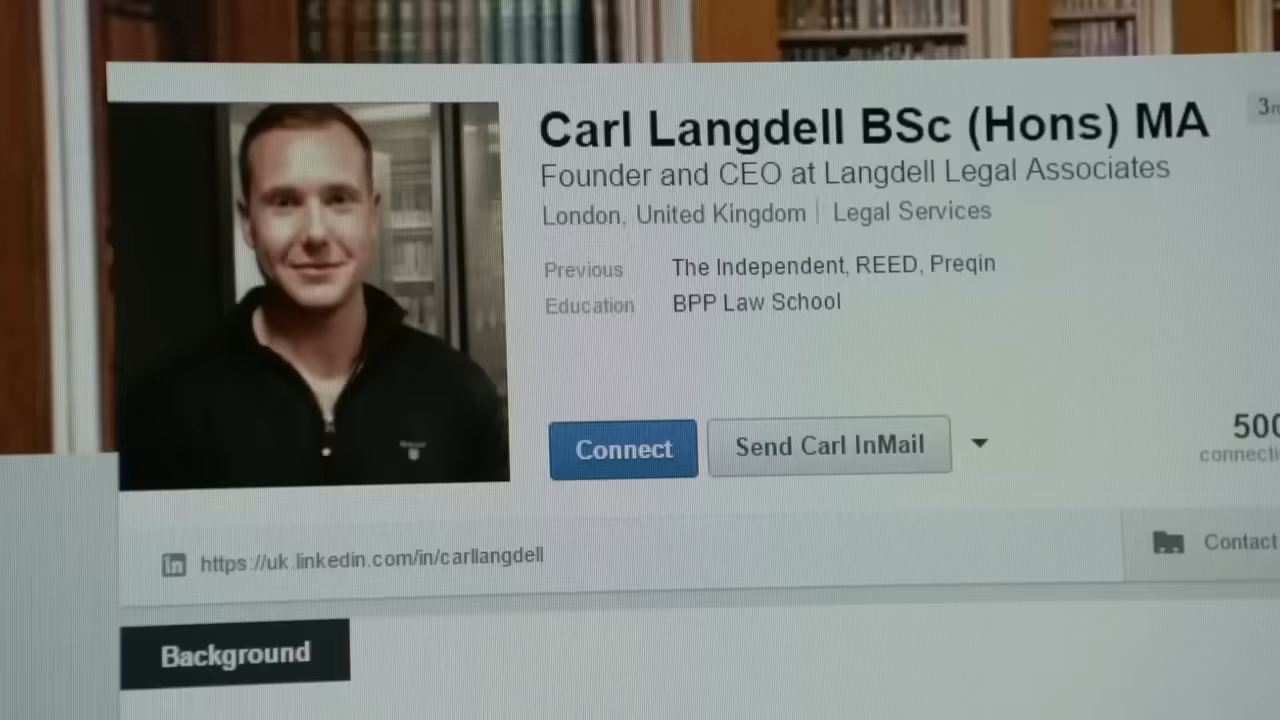 Carl Langdell BSc (Hons) MA
Founder and CEO at Langdell Legal Associates
London, United Kingdom | Legal Services
Previous The Independent, REED, Preqin
Education BPP Law School
Connect Send Carl InMail
500
connecti
in https://uk.linkedin.com/in/carllangdell
Contact
Background